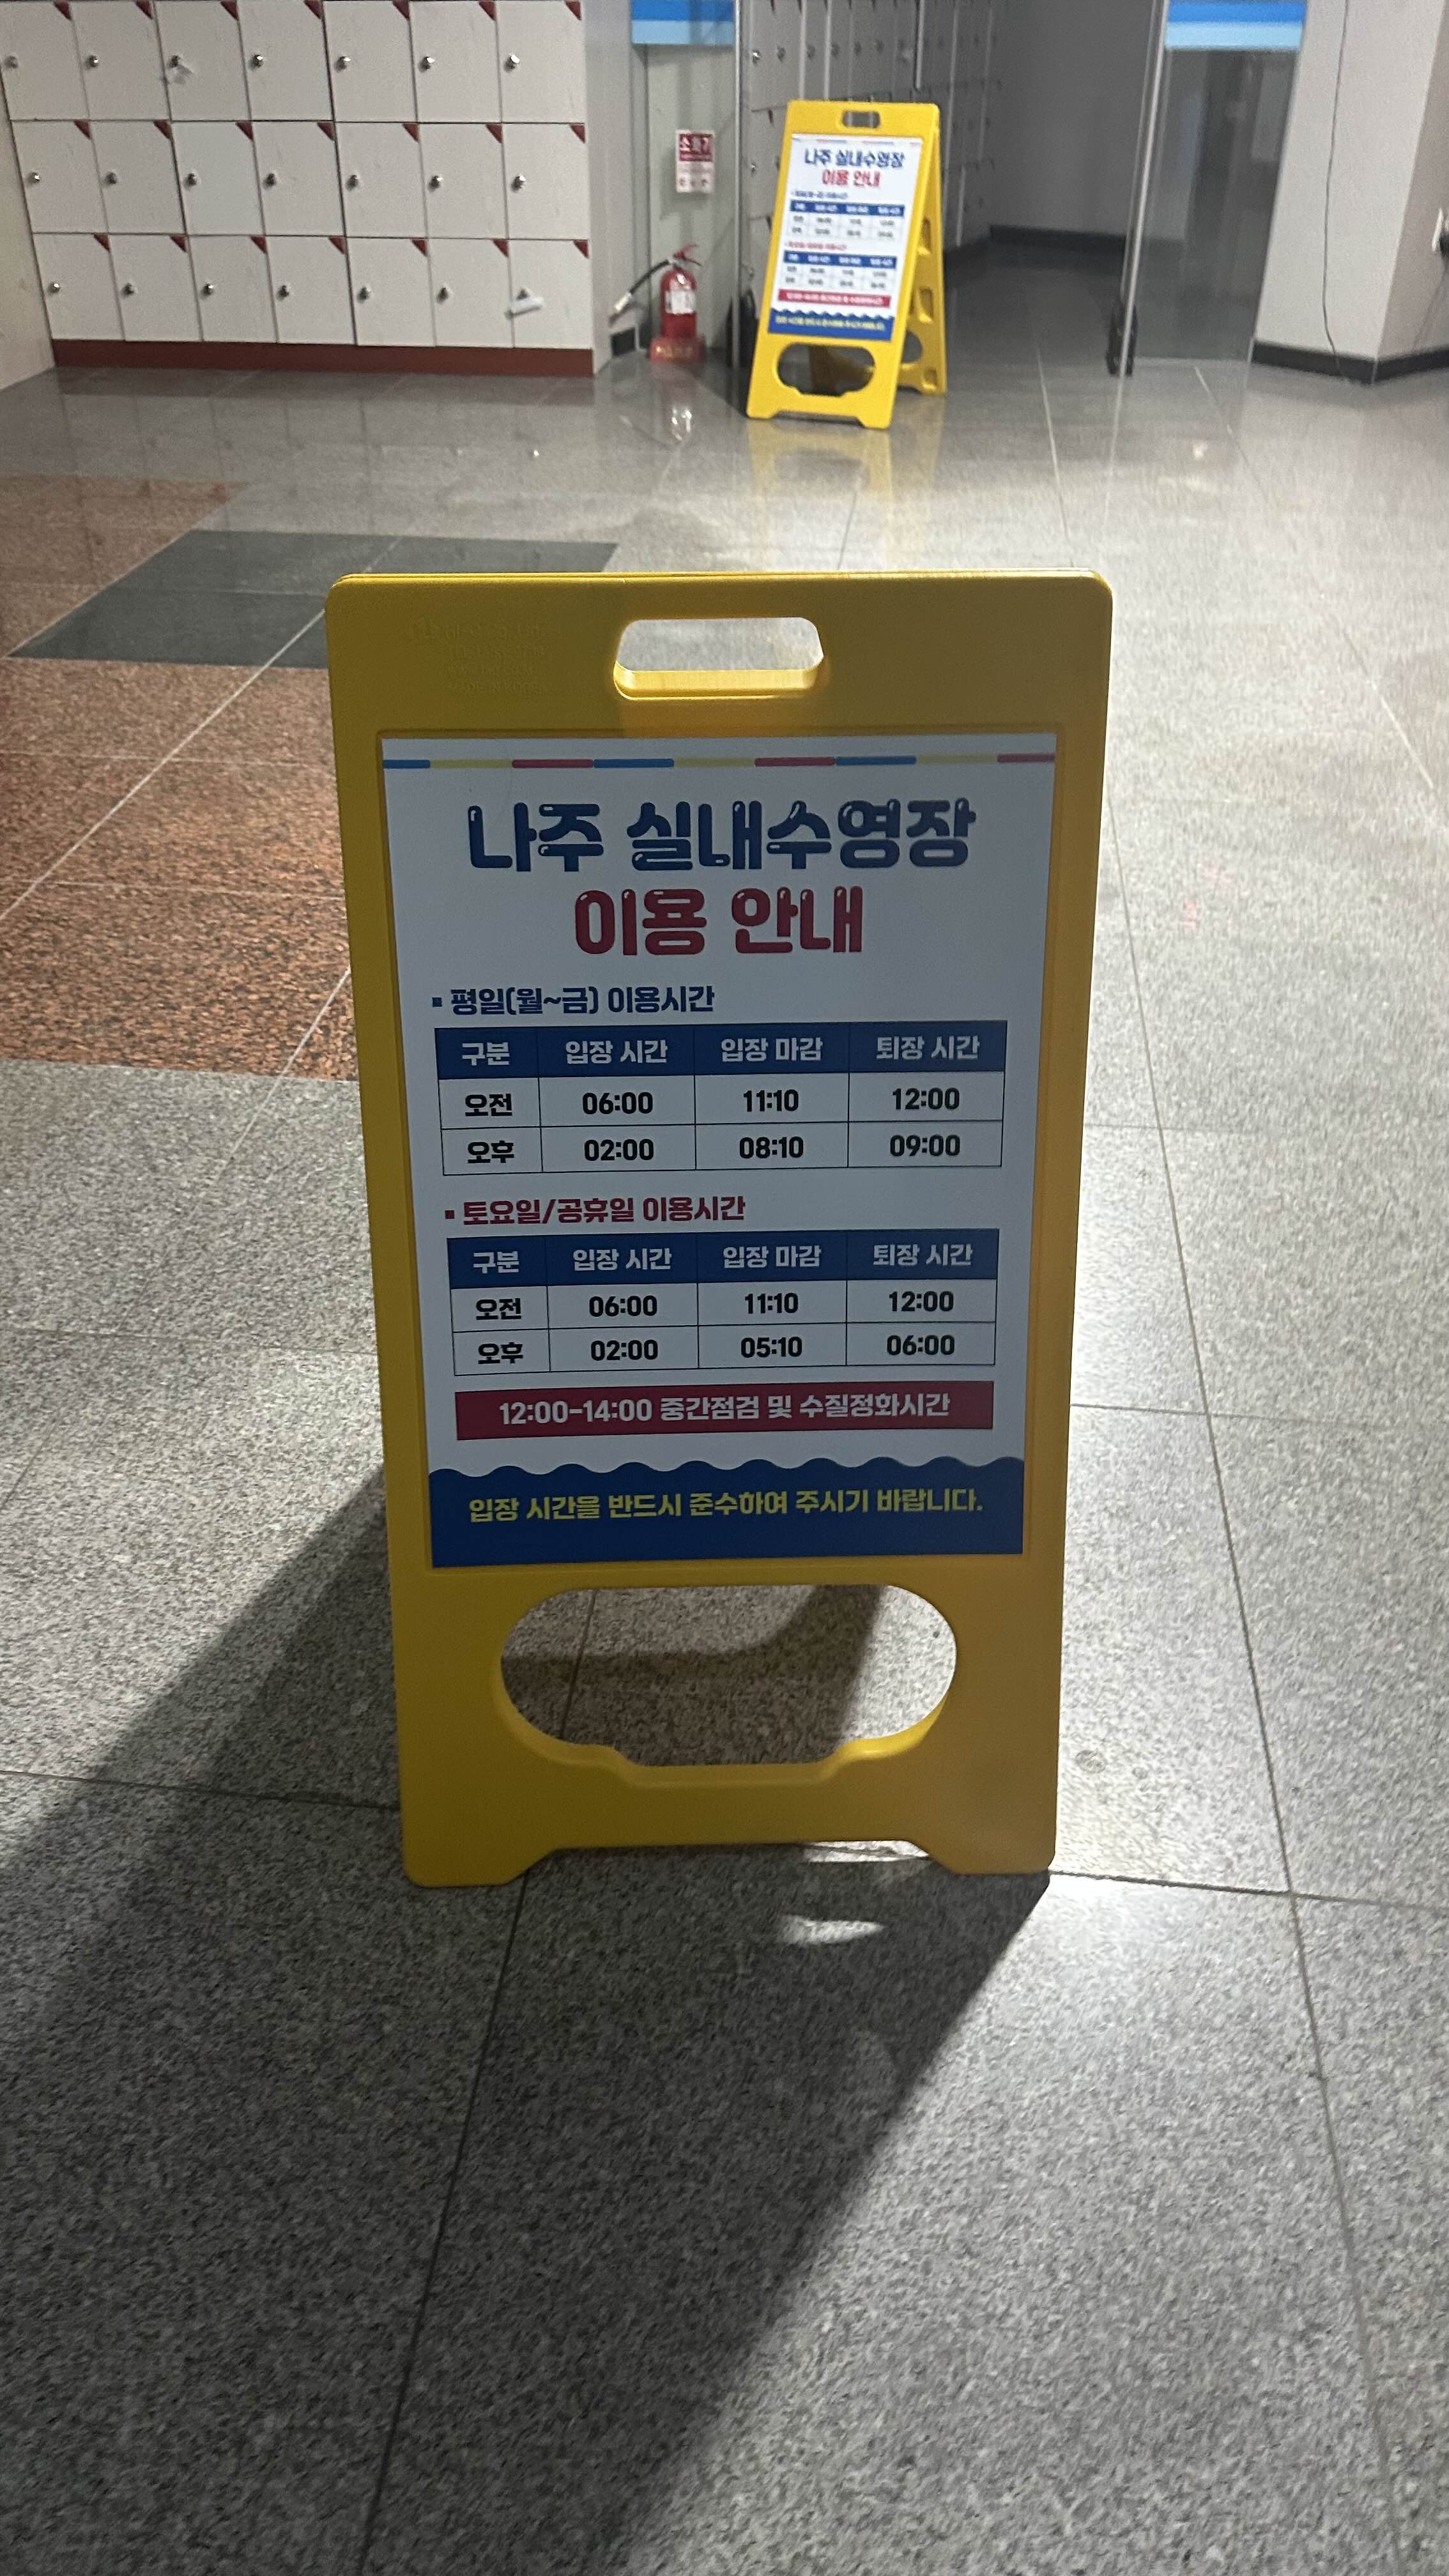 소화기
나주 실내수영장
이용 안내
나주 실내수영장
이용 안내
▪ 평일(월~금) 이용시간
구분 입장 시간 입장 마감 퇴장 시간
오전 06:00 11:10 12:00
오후 02:00 08:10 09:00
▪ 토요일/공휴일 이용시간
구분 입장 시간 입장 마감 퇴장 시간
오전 06:00 11:10 12:00
오후 02:00 05:10 06:00
12:00-14:00 중간점검 및 수질정화시간
입장 시간을 반드시 준수하여 주시기 바랍니다.